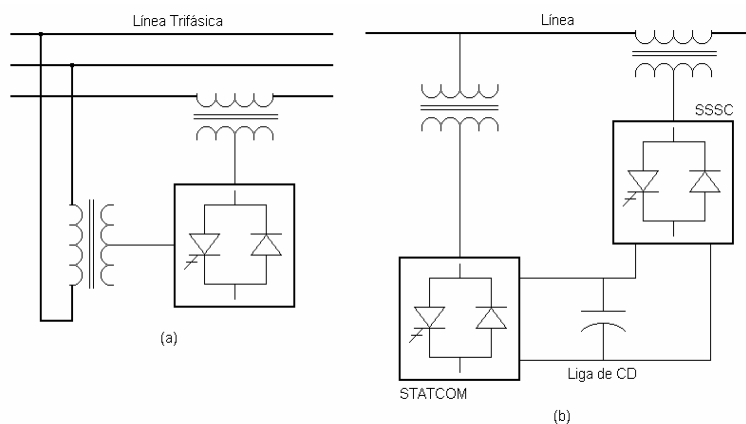 Línea Trifásica
Línea
SSSC
(a)
Liga de CD
STATCOM
(b)